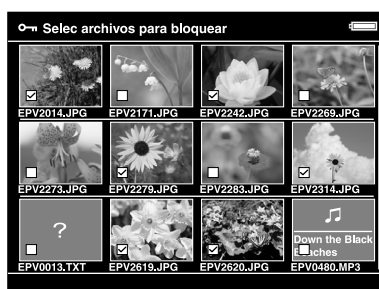 Selec archivos para bloquear
EPV2014.JPG EPV2171.JPG EPV2242.JPG EPV2269.JPG
EPV2273.JPG EPV2279.JPG EPV2283.JPG EPV2314.JPG
?
Down the Black
Beaches
EPV0013.TXT EPV2619.JPG EPV2620.JPG EPV0480.MP3